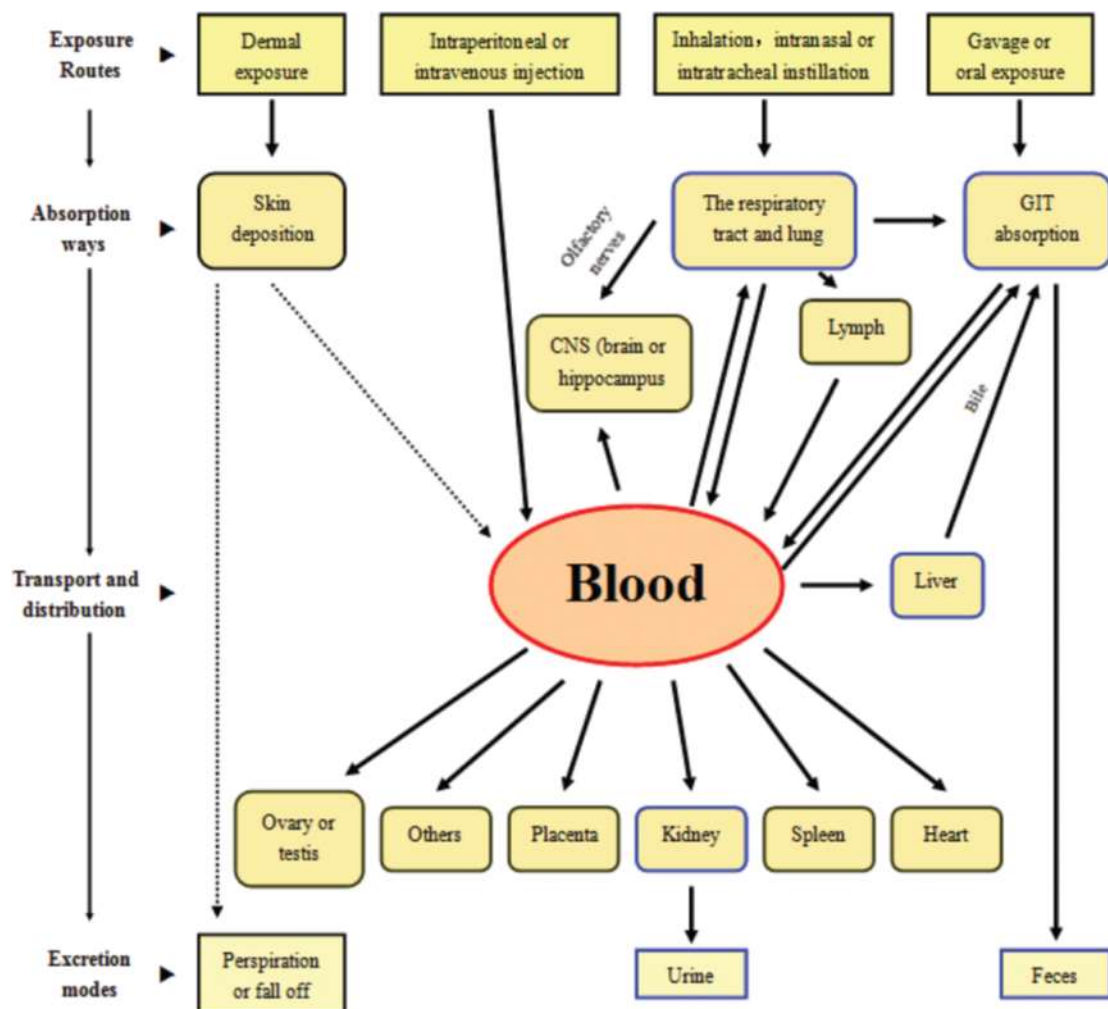 Exposure
Routes
Dermal
exposure
Intraperitoneal or
intravenous injection
Inhalation, intranasal or
intratracheal instillation
Gavage or
oral exposure
Absorption
ways
Skin
deposition
Olfactory
nerves
The respiratory
tract and lung
GIT
absorption
CNS (brain or
hippocampus
Lymph
Bile
Transport and
distribution
Blood
Liver
Ovary or
testis
Others
Placenta
Kidney
Spleen
Heart
Excretion
modes
Perspiration
or fall off
Urine
Feces